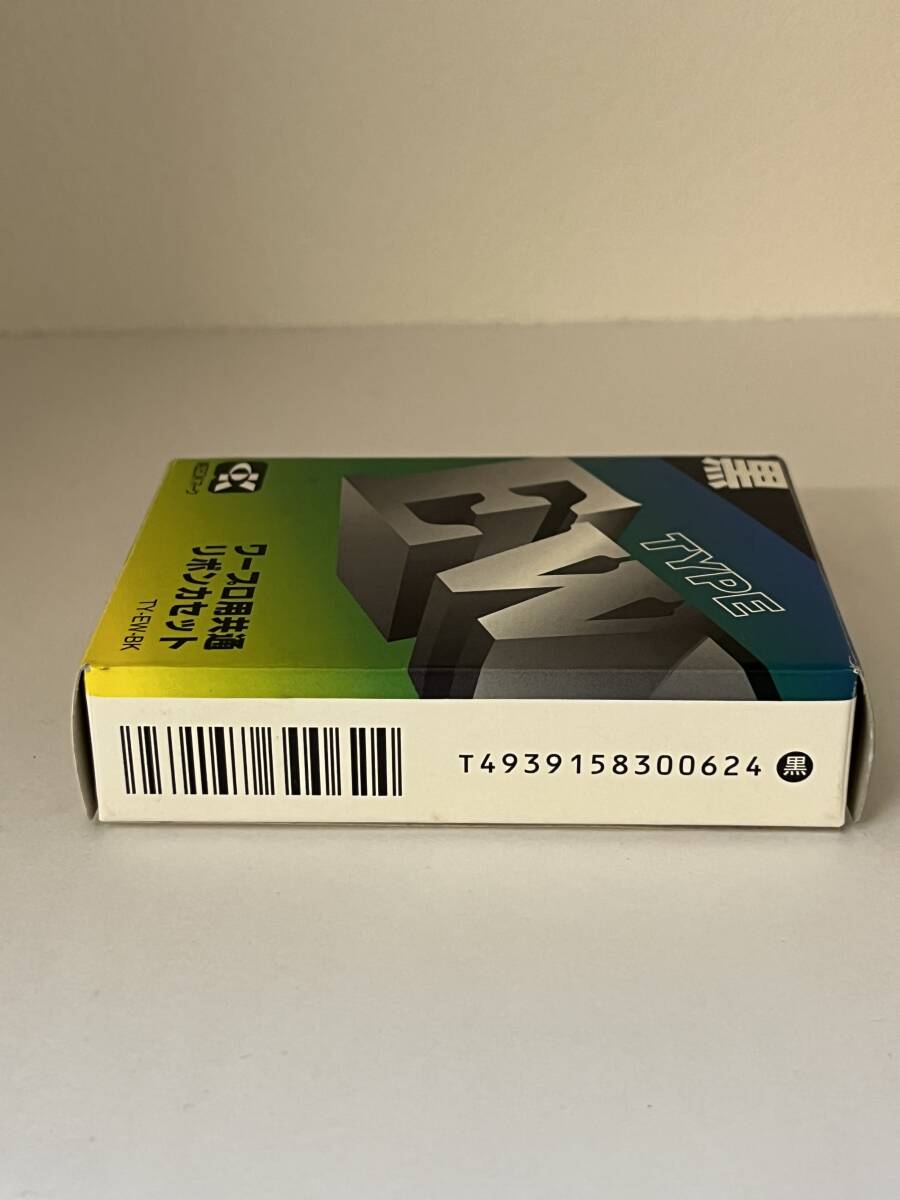 黒
TYPE
EW
ワープロ用共通
リボンカセット
TY-EW-BK
T4939158300624
黒